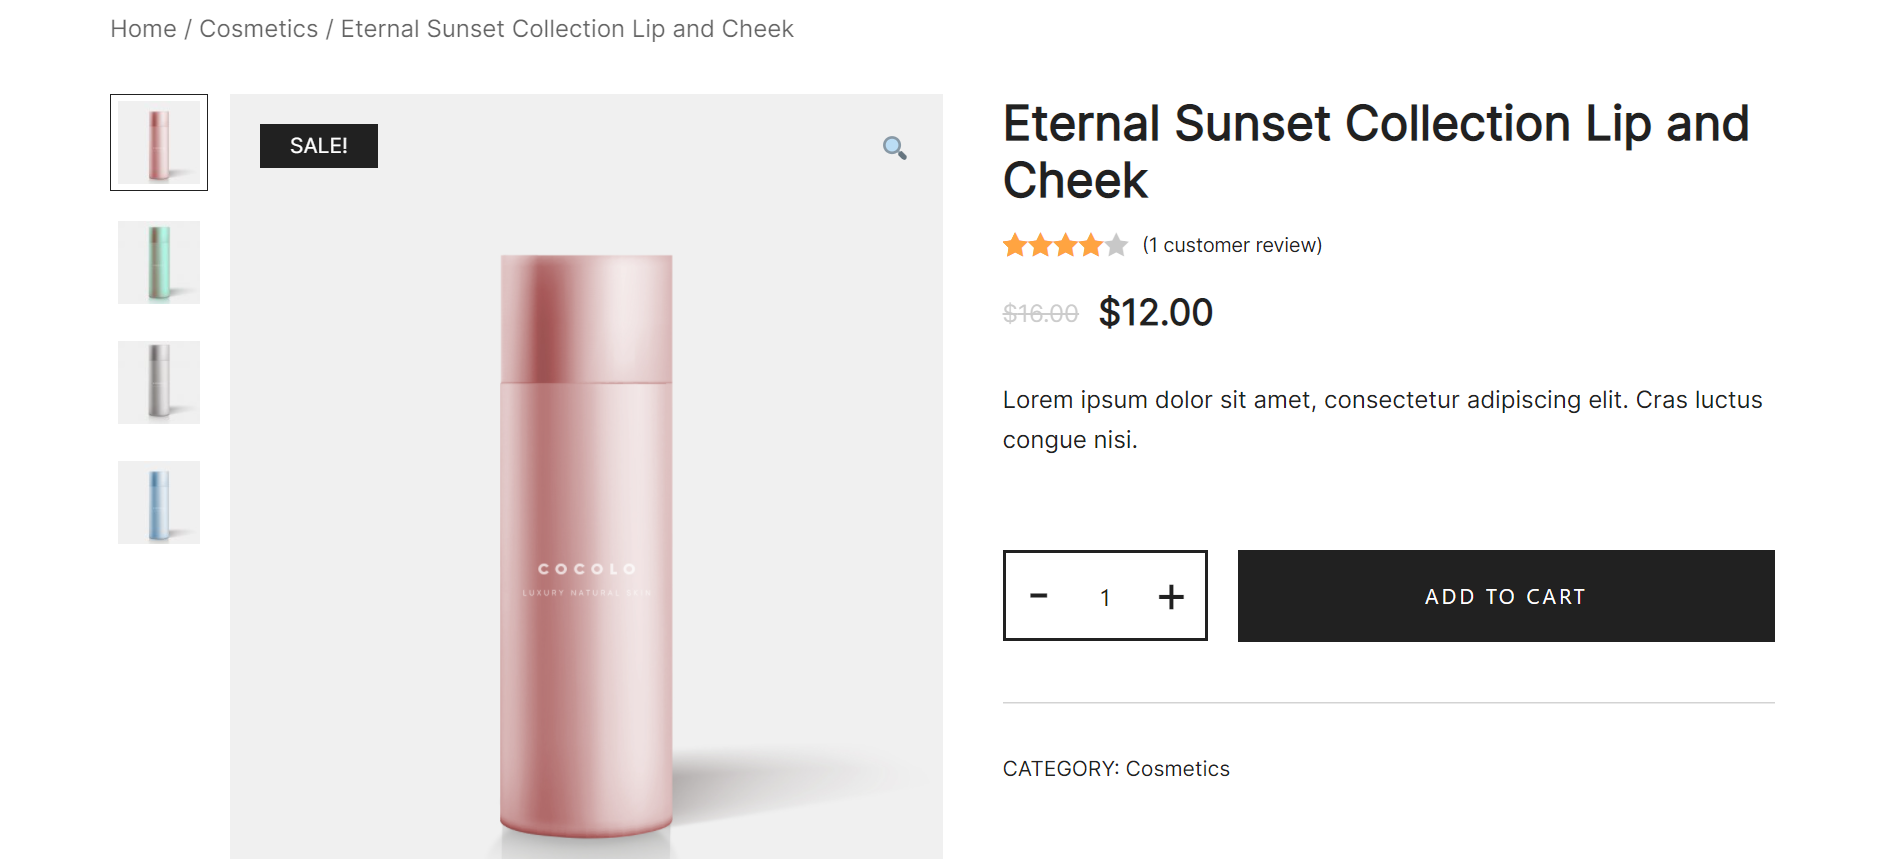 Home / Cosmetics / Eternal Sunset Collection Lip and Cheek
SALE!
COCOLO
LUXURY NATURAL SKIN
Eternal Sunset Collection Lip and
Cheek
(1 customer review)
$16.00 $12.00
Lorem ipsum dolor sit amet, consectetur adipiscing elit. Cras luctus
congue nisi.
- 1 +
ADD TO CART
CATEGORY: Cosmetics